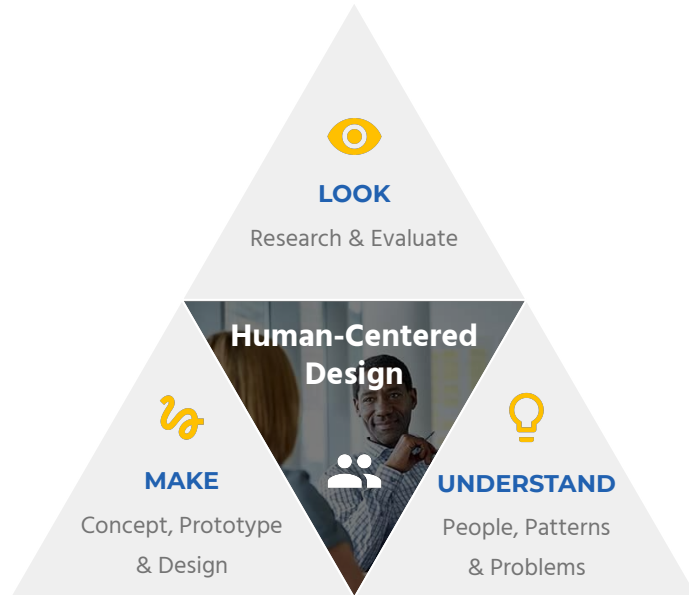 LOOK
Research & Evaluate
Human-Centered
Design
MAKE
Concept, Prototype
& Design
UNDERSTAND
People, Patterns
& Problems